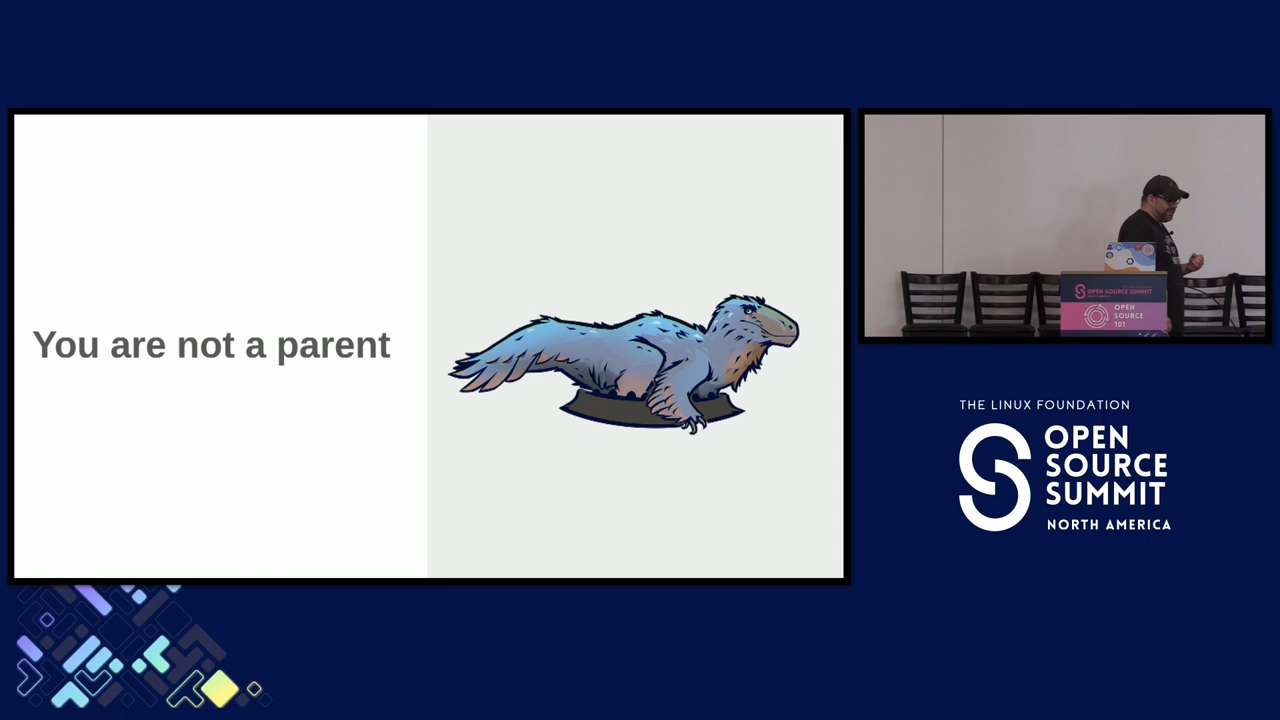 You are not a parent
OPEN SOURCE SUMMIT
OPEN
SOURCE
101
THE LINUX FOUNDATION
OPEN
SOURCE
SUMMIT
NORTH AMERICA